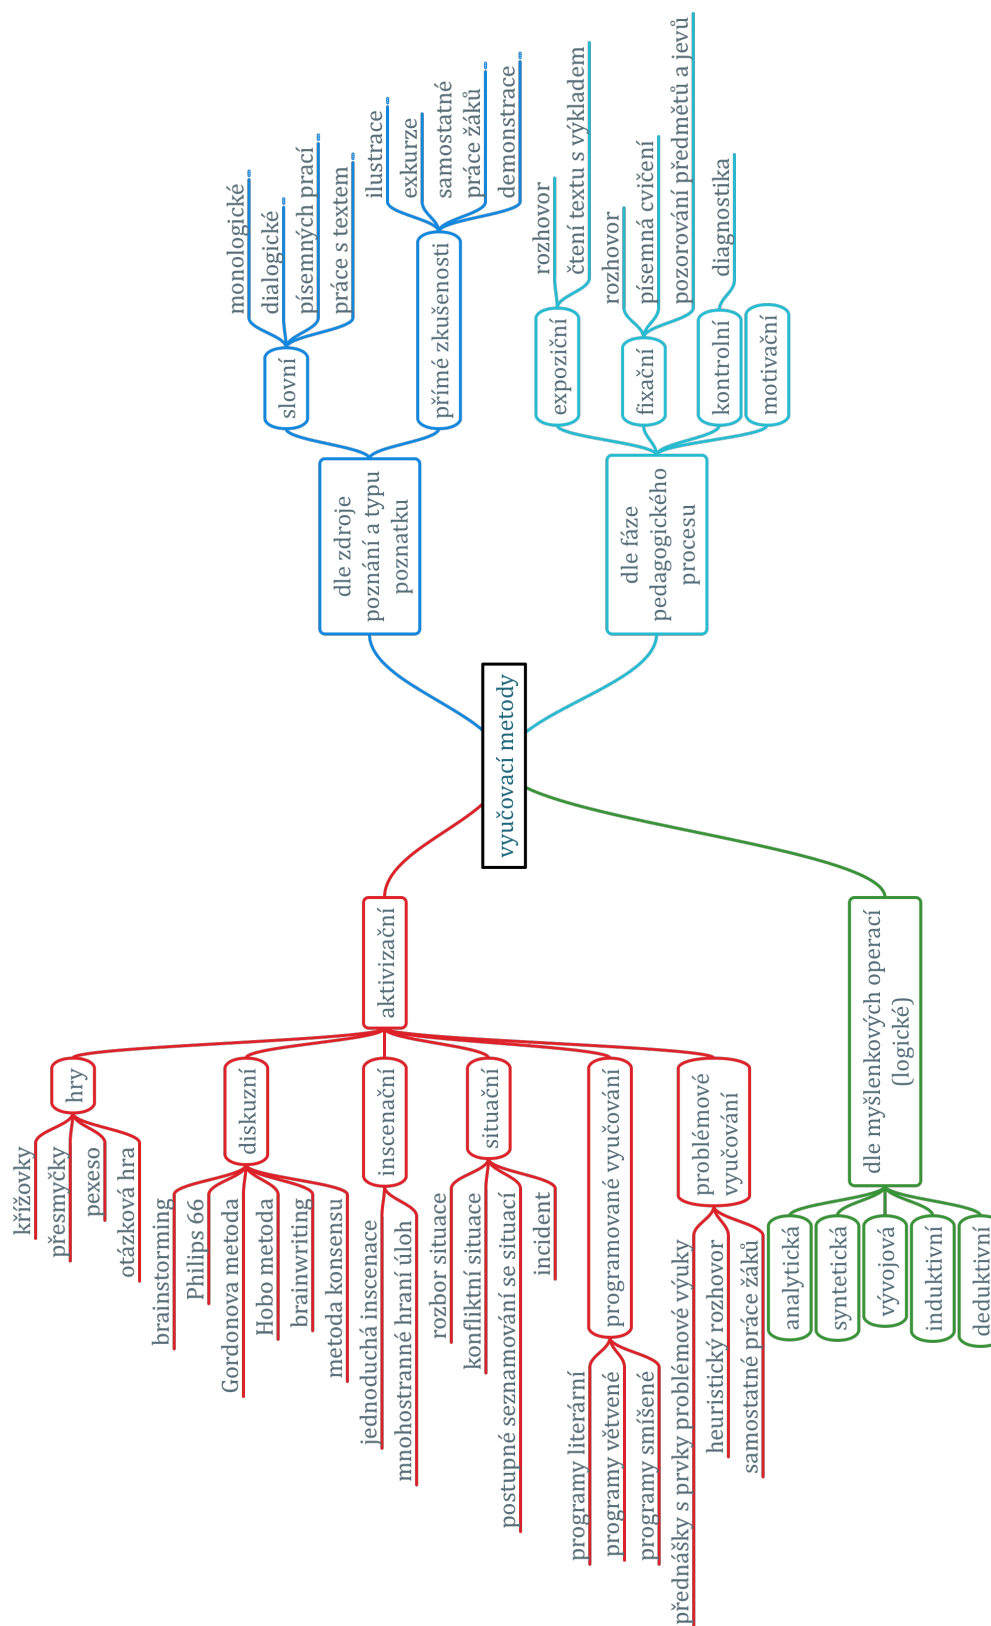 vyučovací metody
dle zdroje
poznání a typu
poznatku
slovní
monologické
dialogické
písemných prací
práce s textem
přímé zkušenosti
ilustrace
exkurze
samostatné
práce žáků
demonstrace
dle fáze
pedagogického
procesu
expoziční
rozhovor
čtení textu s výkladem
fixační
rozhovor
písemná cvičení
pozorování předmětů a jevů
kontrolní
diagnostika
motivační
aktivizační
hry
křížovky
přesmyčky
pexeso
otázková hra
diskuzní
brainstorming
Philips 66
Gordonova metoda
Hobo metoda
brainwriting
metoda konsensu
inscenační
jednoduchá inscenace
mnohostranné hraní úloh
situační
rozbor situace
konfliktní situace
postupné seznamování se situací
incident
programované vyučování
programy literární
programy větvené
programy smíšené
problémové
vyučování
přednášky s prvky problémové výuky
heuristický rozhovor
samostatné práce žáků
dle myšlenkových operací
(logické)
analytická
syntetická
vývojová
induktivní
deduktivní